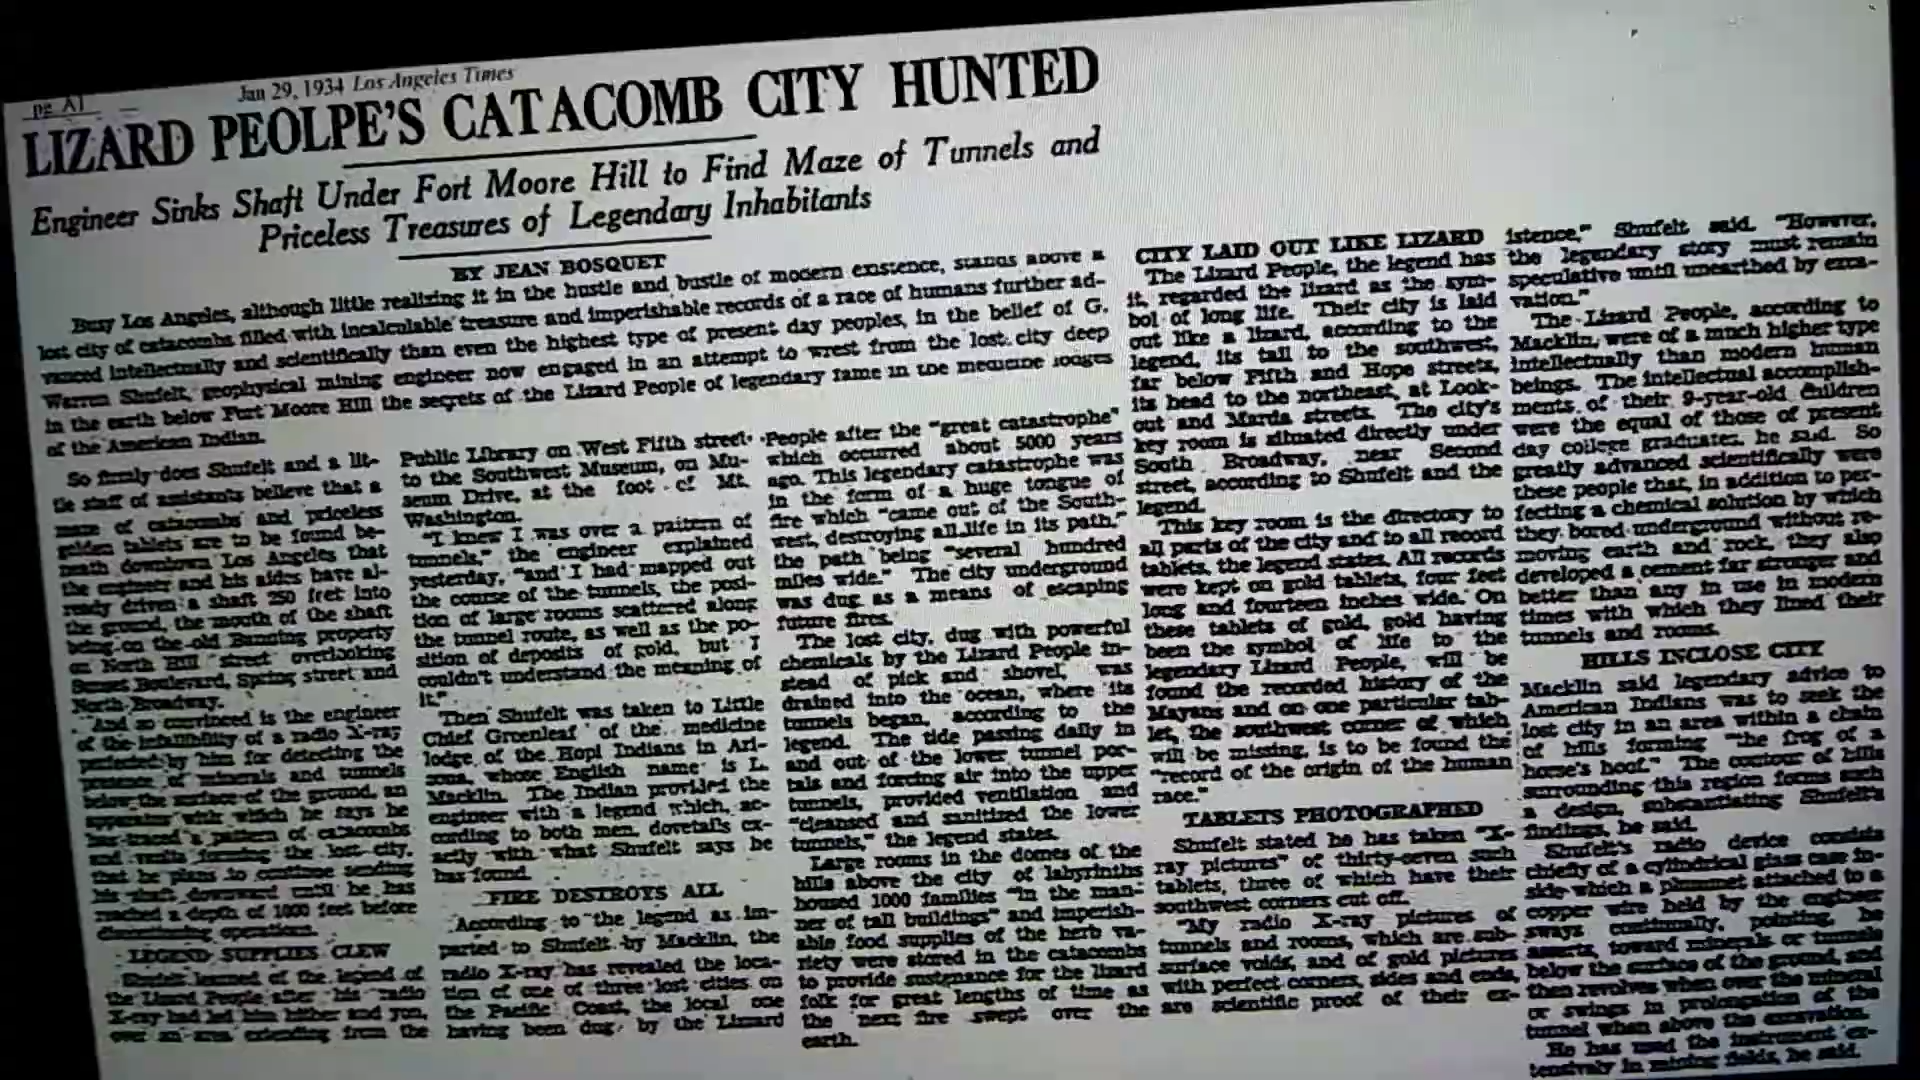 pg A1
Jan 29, 1934 Los Angeles Times
LIZARD PEOLPE'S CATACOMB CITY HUNTED
Engineer Sinks Shaft Under Fort Moore Hill to Find Maze of Tunnels and
Priceless Treasures of Legendary Inhabitants
BY JEAN BOSQUET
Busy Los Angeles, although little realizing it in the hustle and bustle of modern existence, stands above a
lost city of catacombs filled with incalculable treasure and imperishable records of a race of humans further ad-
vanced intellectually and scientifically than even the highest type of present day peoples, in the belief of G.
Warren Shufelt, geophysical mining engineer now engaged in an attempt to wrest from the lost city deep
in the earth below Fort Moore Hill the secrets of the Lizard People of legendary fame in the medicine lodges
of the American Indian.
So firmly does Shufelt and a lit-
tle staff of assistants believe that a
maze of catacombs and priceless
golden tablets are to be found be-
neath downtown Los Angeles that
the engineer and his aides have al-
ready driven a shaft 250 feet into
the ground, the mouth of the shaft
being on the old Banning property
on North Hill street overlooking
Sunset Boulevard, Spring street and
North Broadway.
And so convinced is the engineer
of the infallibility of a radio X-ray
perfected by him for detecting the
presence of minerals and tunnels
below the surface of the ground, an
apparatus with which he says he
has traced a pattern of catacombs
and vaults forming the lost city,
that he plans to continue sending
his shaft downward until he has
reached a depth of 1000 feet before
discontinuing operations.
LEGEND SUPPLIES CLEW
Shufelt learned of the legend of
the Lizard People after his radio
X-ray had led him hither and yon,
over an area extending from the
Public Library on West Fifth street
to the Southwest Museum, on Mu-
seum Drive, at the foot of Mt.
Washington.
"I knew I was over a pattern of
tunnels," the engineer explained
yesterday, "and I had mapped out
the course of the tunnels, the posi-
tion of large rooms scattered along
the tunnel route, as well as the po-
sition of deposits of gold, but I
couldn't understand the meaning of
it."
Then Shufelt was taken to Little
Chief Greenleaf of the medicine
lodge of the Hopi Indians in Ari-
zona, whose English name is L.
Macklin. The Indian provided the
engineer with a legend which, ac-
cording to both men, dovetails ex-
actly with what Shufelt says he
has found.
FIRE DESTROYS ALL
According to the legend as im-
parted to Shufelt by Macklin, the
radio X-ray has revealed the loca-
tion of one of three lost cities on
the Pacific Coast, the local one
having been dug by the Lizard
People after the "great catastrophe"
which occurred about 5000 years
ago. This legendary catastrophe was
in the form of a huge tongue of
fire which "came out of the South-
west, destroying all life in its path,"
the path being "several hundred
miles wide." The city underground
was dug as a means of escaping
future fires.
The lost city, dug with powerful
chemicals by the Lizard People in-
stead of pick and shovel, was
drained into the ocean, where its
tunnels began, according to the
legend. The tide passing daily in
and out of the lower tunnel por-
tals and forcing air into the upper
tunnels, provided ventilation and
"cleansed and sanitized the lower
tunnels," the legend states.
Large rooms in the domes of the
hills above the city of labyrinths
housed 1000 families "in the man-
ner of tall buildings" and imperish-
able food supplies of the herb va-
riety were stored in the catacombs
to provide sustenance for the lizard
folk for great lengths of time as
the next fire swept over the
earth.
CITY LAID OUT LIKE LIZARD
The Lizard People, the legend has
it, regarded the lizard as the sym-
bol of long life. Their city is laid
out like a lizard, according to the
legend, its tail to the southwest,
far below Fifth and Hope streets,
its head to the northeast, at Look-
out and Marda streets. The city's
key room is situated directly under
South Broadway, near Second
street, according to Shufelt and the
legend.
This key room is the directory to
all parts of the city and to all record
tablets, the legend states. All records
were kept on gold tablets, four feet
long and fourteen inches wide. On
these tablets of gold, gold having
been the symbol of life to the
legendary Lizard People, will be
found the recorded history of the
Mayans and on one particular tab-
let, the southwest corner of which
will be missing, is to be found the
"record of the origin of the human
race."
TABLETS PHOTOGRAPHED
Shufelt stated he has taken "X-
ray pictures" of thirty-seven such
tablets, three of which have their
southwest corners cut off.
"My radio X-ray pictures of
tunnels and rooms, which are sub-
surface voids, and of gold pictures
with perfect corners, sides and ends,
are scientific proof of their ex-
istence," Shufelt said. "However,
the legendary story must remain
speculative until unearthed by exca-
vation."
The Lizard People, according to
Macklin, were of a much higher type
intellectually than modern human
beings. The intellectual accomplish-
ments of their 9-year-old children
were the equal of those of present
day college graduates, he said. So
greatly advanced scientifically were
these people that, in addition to per-
fecting a chemical solution by which
they bored underground without re-
moving earth and rock, they also
developed a cement far stronger and
better than any in use in modern
times with which they lined their
tunnels and rooms.
HILLS INCLOSE CITY
Macklin said legendary advice to
American Indians was to seek the
lost city in an area within a chain
of hills forming "the frog of a
horse's hoof." The contour of hills
surrounding this region forms such
a design, substantiating Shufelt's
findings, he said.
Shufelt's radio device consists
chiefly of a cylindrical glass case in-
side which a plummet attached to a
copper wire held by the engineer
sways continually, pointing, he
asserts, toward minerals or tunnels
below the surface of the ground, and
then revolves when over the mineral
or swings in prolongation of the
tunnel when above the excavation.
He has used the instrument ex-
tensively in mining fields, he said.